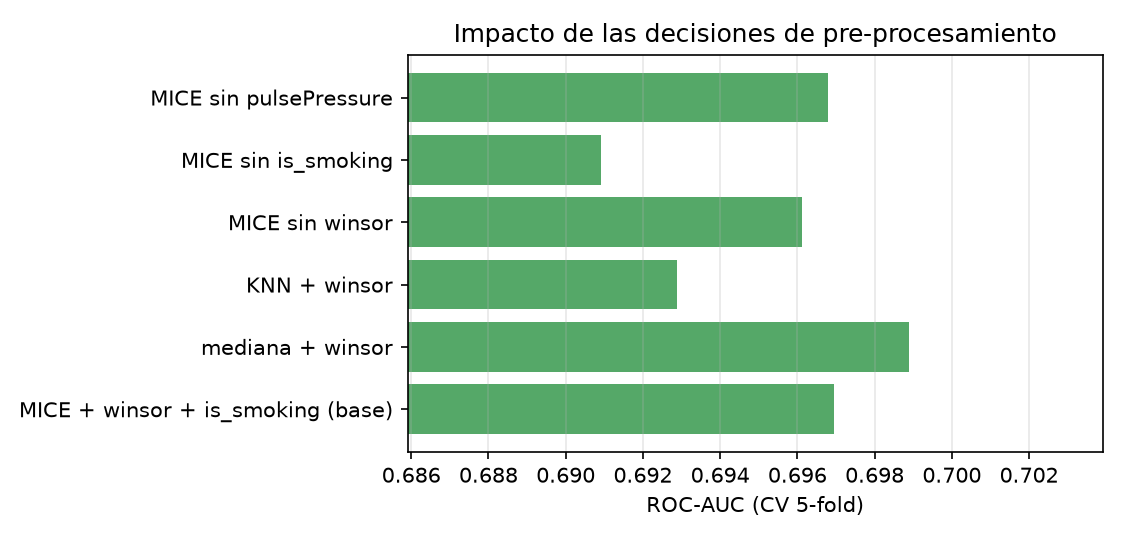 Impacto de las decisiones de pre-procesamiento
MICE sin pulsePressure
MICE sin is_smoking
MICE sin winsor
KNN + winsor
mediana + winsor
MICE + winsor + is_smoking (base)
0.686 0.688 0.690 0.692 0.694 0.696 0.698 0.700 0.702
ROC-AUC (CV 5-fold)